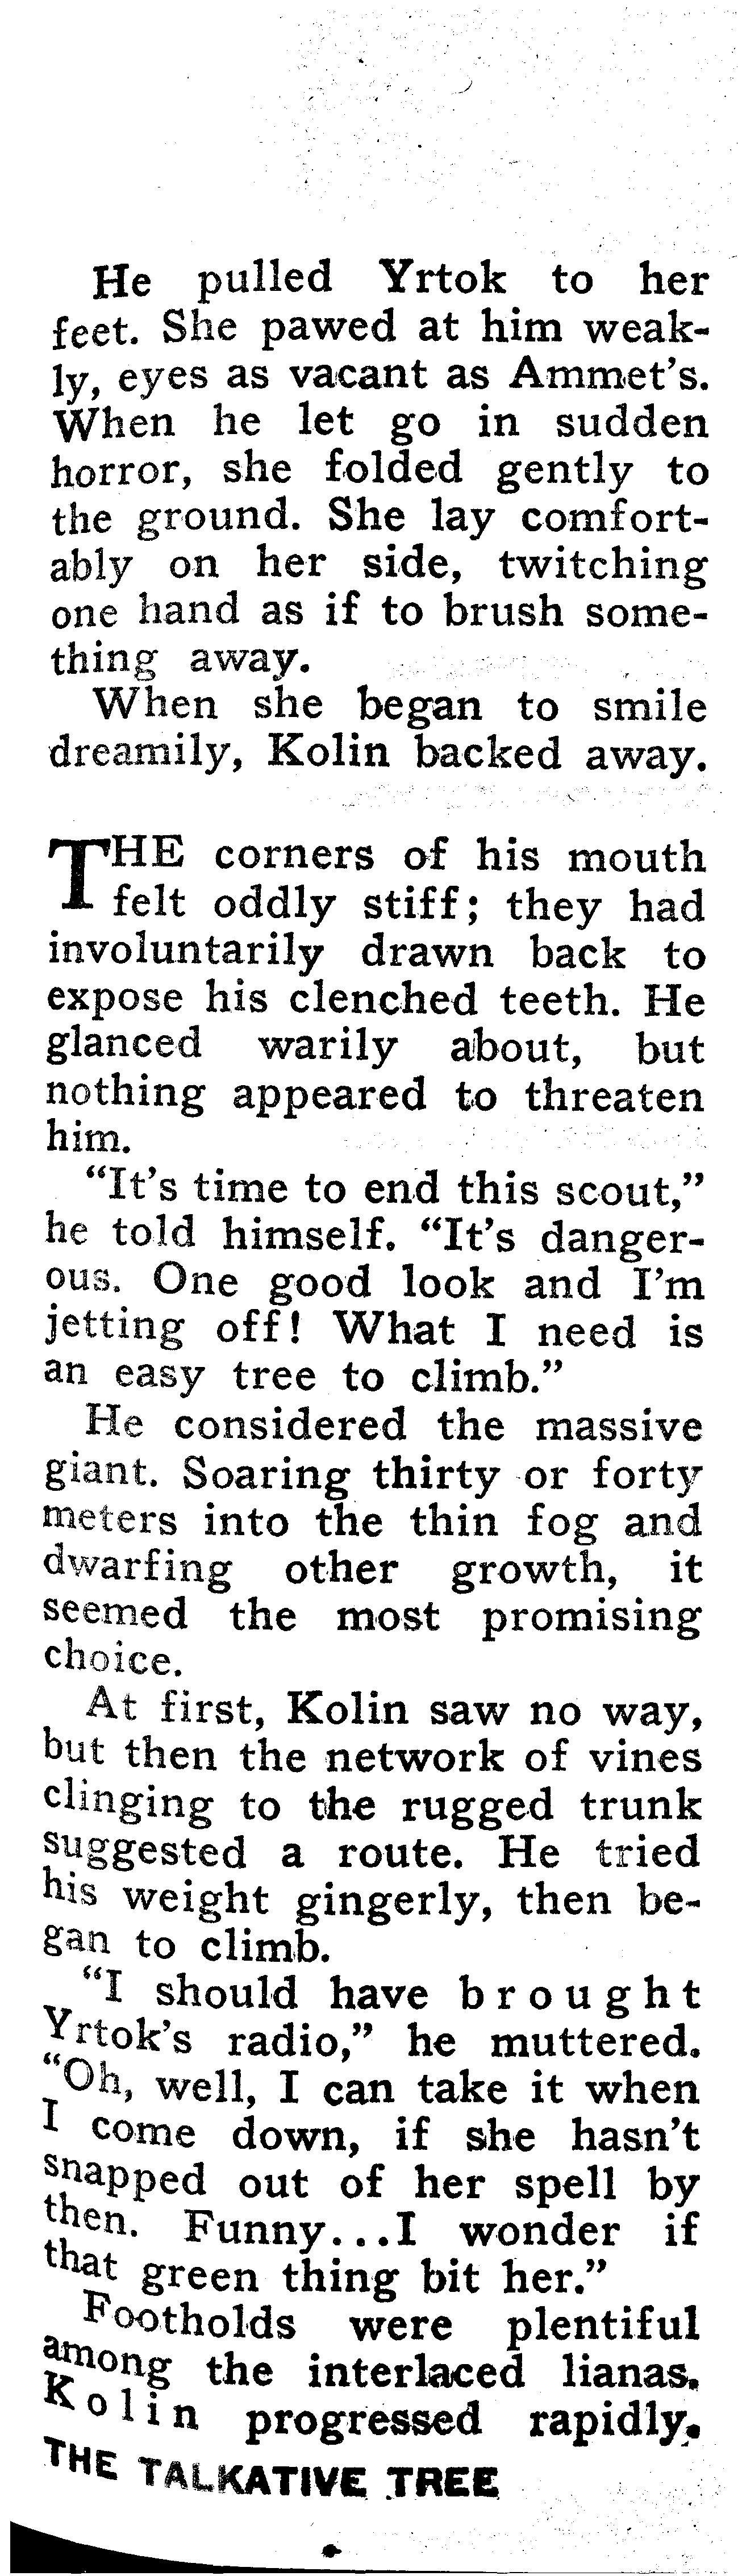 He pulled Yrtok to her
feet. She pawed at him weak-
ly, eyes as vacant as Ammet's.
When he let go in sudden
horror, she folded gently to
the ground. She lay comfort-
ably on her side, twitching
one hand as if to brush some-
thing away.
When she began to smile
dreamily, Kolin backed away.
THE corners of his mouth
felt oddly stiff; they had
involuntarily drawn back to
expose his clenched teeth. He
glanced warily about, but
nothing appeared to threaten
him.
“It's time to end this scout,”
he told himself. “It's danger-
ous. One good look and I'm
jetting off! What I need is
an easy tree to climb.”
He considered the massive
giant. Soaring thirty or forty
meters into the thin fog and
dwarfing other growth, it
seemed the most promising
choice.
At first, Kolin saw no way,
but then the network of vines
clinging to the rugged trunk
suggested a route. He tried
his weight gingerly, then be-
gan to climb.
“I should have brought
Yrtok's radio,” he muttered.
“Oh, well, I can take it when
I come down, if she hasn't
snapped out of her spell by
then. Funny...I wonder if
that green thing bit her.”
Footholds were plentiful
among the interlaced lianas.
Kolin progressed rapidly.
THE TALKATIVE TREE